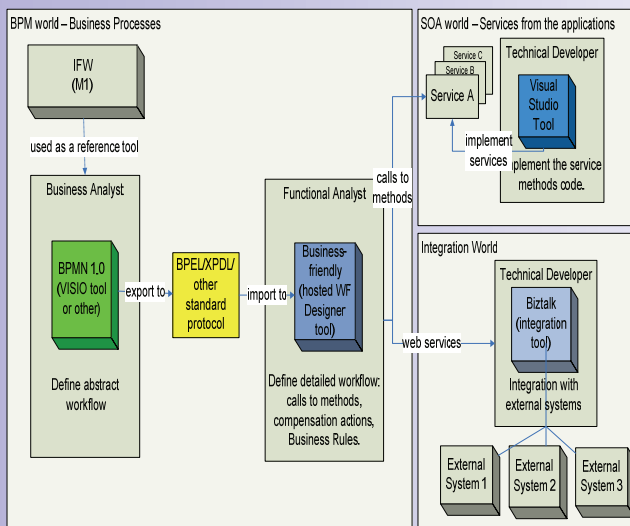 BPM world – Business Processes
IFW
(M1)
used as a reference tool
Business Analyst
BPMN 1,0
(VISIO tool
or other)
Define abstract
workflow
export to
BPEL/XPDL/
other
standard
protocol
import to
Functional Analyst
Business-
friendly
(hosted WF
Designer
tool)
Define detailed workflow:
calls to methods,
compensation actions,
Business Rules.
calls to
methods
web services
SOA world – Services from the applications
Service C
Service B
Service A
Technical Developer
Visual
Studio
Tool
implement
services
mplement the service
methods code.
Integration World
Technical Developer
Biztalk
(integration
tool)
Integration with
external systems
External
System 1
External
System 2
External
System 3